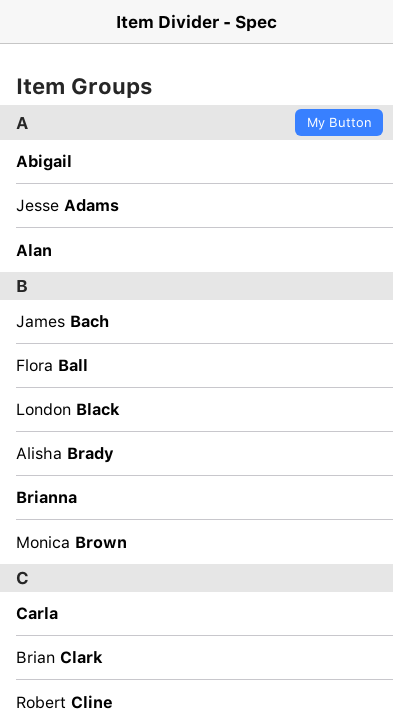 Item Divider - Spec
Item Groups
A My Button
Abigail
Jesse Adams
Alan
B
James Bach
Flora Ball
London Black
Alisha Brady
Brianna
Monica Brown
C
Carla
Brian Clark
Robert Cline